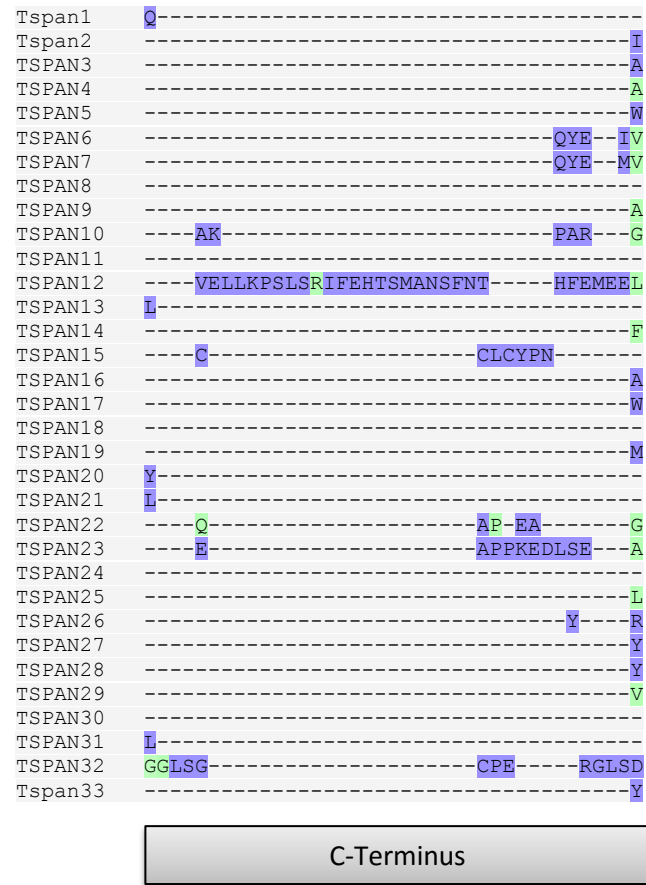 Tspan1 Q--------------------------------------
Tspan2 --------------------------------------I
TSPAN3 --------------------------------------A
TSPAN4 --------------------------------------A
TSPAN5 --------------------------------------W
TSPAN6 --------------------------------QYE--IV
TSPAN7 --------------------------------QYE--MV
TSPAN8 ---------------------------------------
TSPAN9 --------------------------------------A
TSPAN10 ----AK--------------------------PAR---G
TSPAN11 ---------------------------------------
TSPAN12 ----VELLKPSLSRIFEHTSMANSFNT-----HFEMEEL
TSPAN13 L--------------------------------------
TSPAN14 --------------------------------------F
TSPAN15 ----C---------------------CLCYPN-------
TSPAN16 --------------------------------------A
TSPAN17 --------------------------------------W
TSPAN18 ---------------------------------------
TSPAN19 --------------------------------------M
TSPAN20 Y--------------------------------------
TSPAN21 L--------------------------------------
TSPAN22 ----Q---------------------AP-EA-------G
TSPAN23 ----E---------------------APPKEDLSE---A
TSPAN24 ---------------------------------------
TSPAN25 --------------------------------------L
TSPAN26 ---------------------------------Y----R
TSPAN27 --------------------------------------Y
TSPAN28 --------------------------------------Y
TSPAN29 --------------------------------------V
TSPAN30 ---------------------------------------
TSPAN31 L--------------------------------------
TSPAN32 GGLSG---------------------CPE-----RGLSD
Tspan33 --------------------------------------Y
C-Terminus